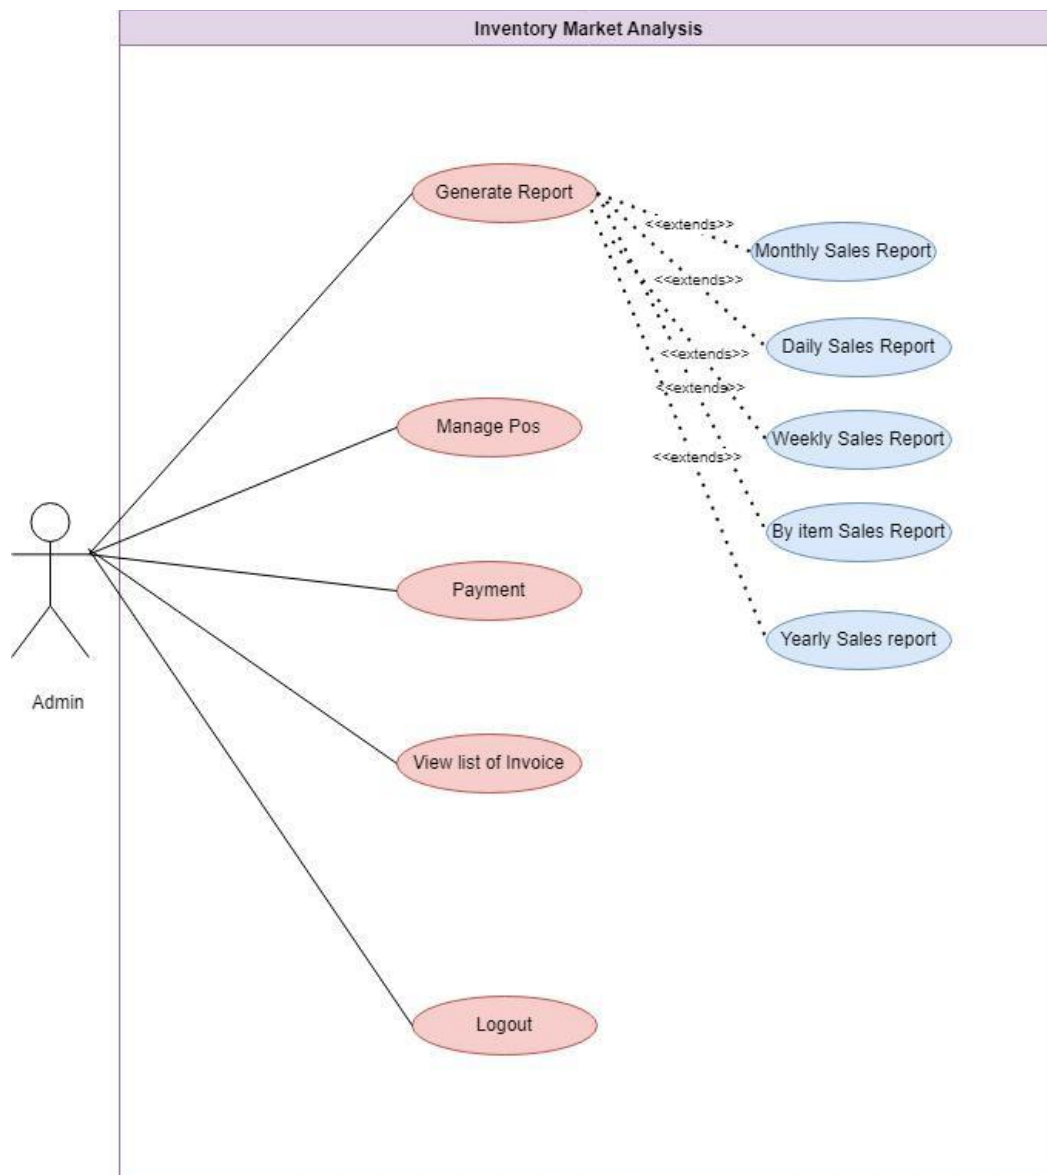 Inventory Market Analysis
Generate Report
<<extends>>
Monthly Sales Report
<<extends>>
Daily Sales Report
<<extends>>
<<extends>>
Manage Pos
Weekly Sales Report
<<extends>>
By item Sales Report
Payment
Yearly Sales report
Admin
View list of Invoice
Logout